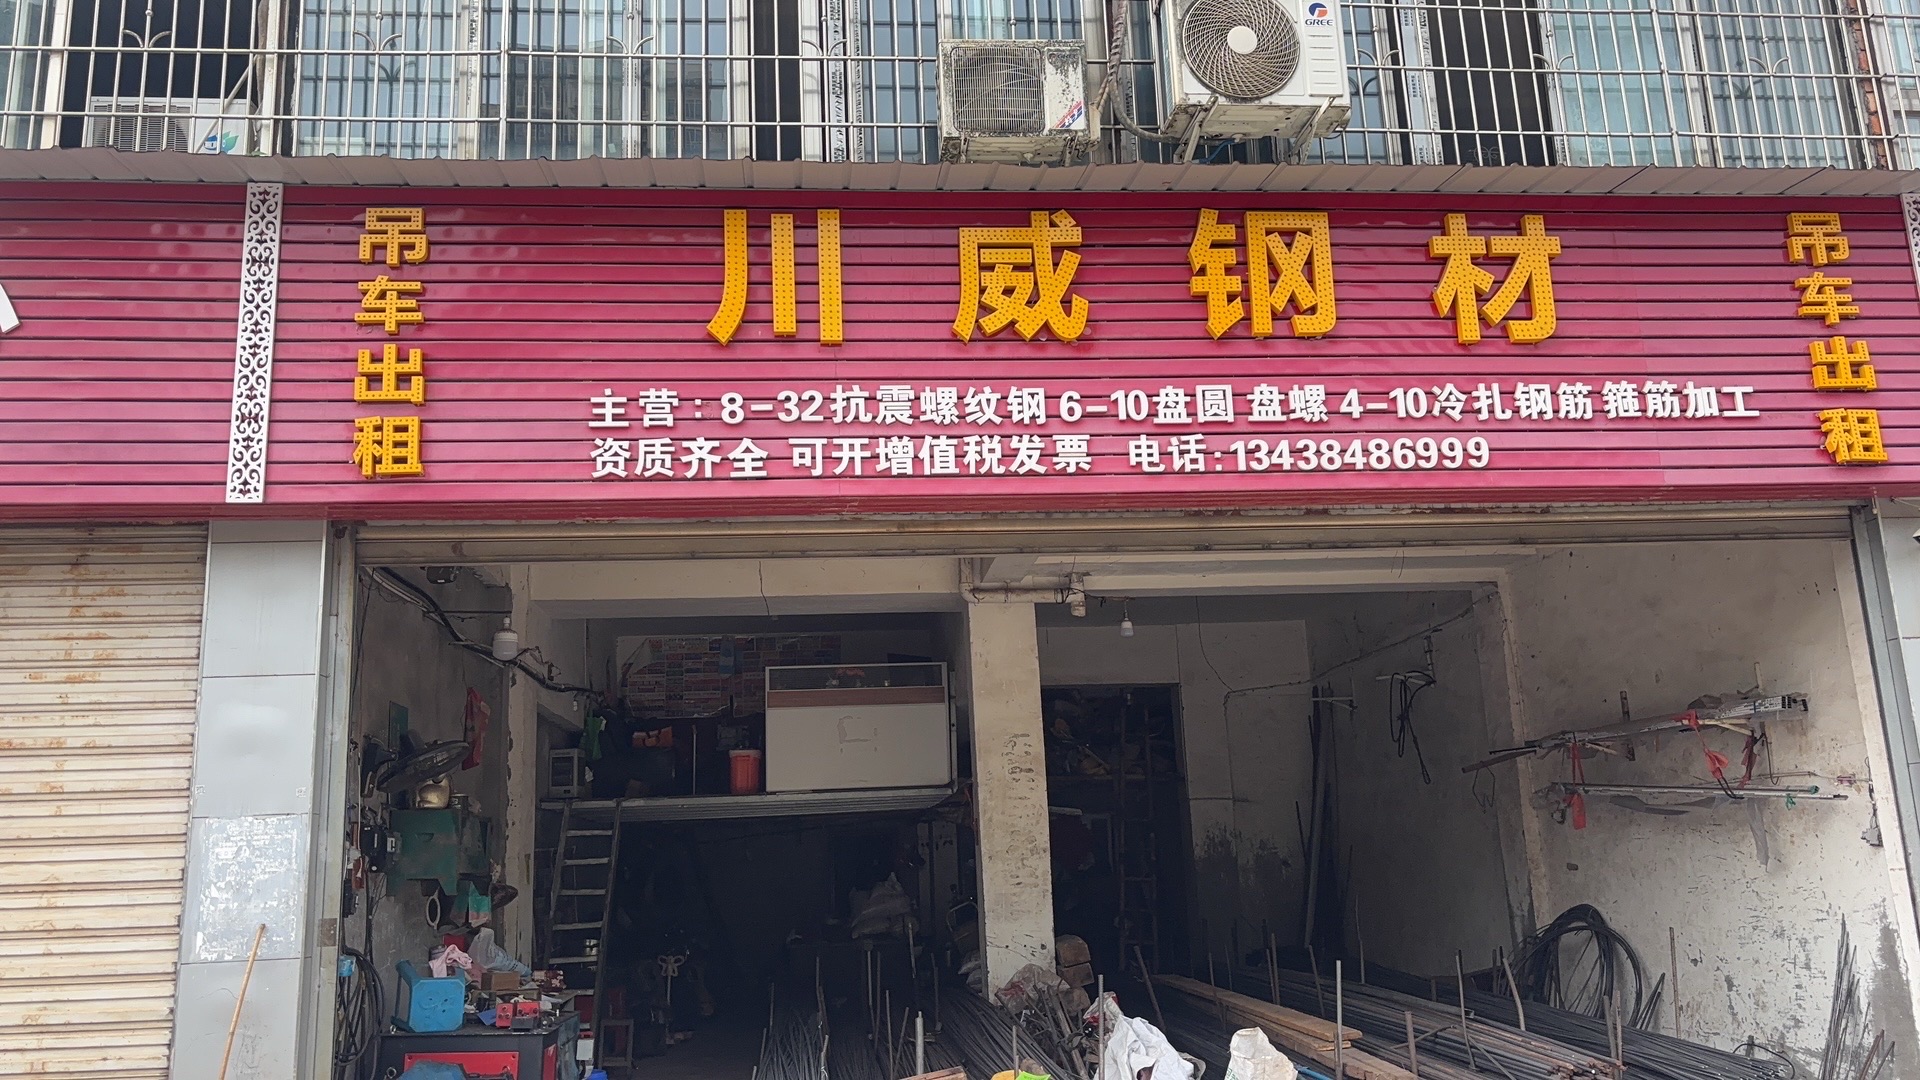 吊车出租
川威钢材
吊车出租
主营：8-32抗震螺纹钢 6-10盘圆 盘螺 4-10冷扎钢筋 箍筋加工
资质齐全 可开增值税发票 电话:13438486999
GREE